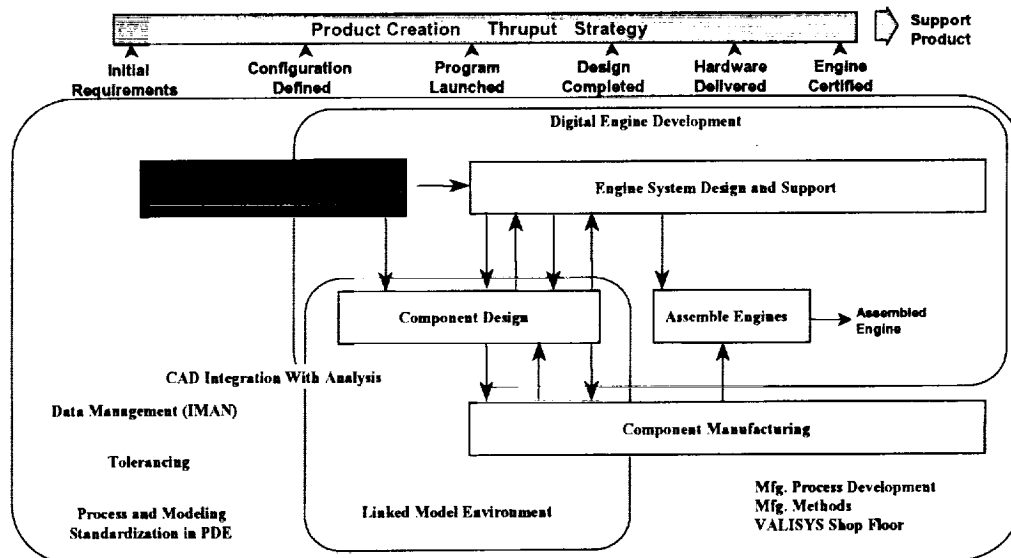 Product Creation Thruput Strategy
Support
Product
Initial
Requirements
Configuration
Defined
Program
Launched
Design
Completed
Hardware
Delivered
Engine
Certified
Digital Engine Development
Engine System Design and Support
Component Design
Assemble Engines
Assembled
Engine
CAD Integration With Analysis
Data Management (IMAN)
Component Manufacturing
Tolerancing
Process and Modeling
Standardization in PDE
Linked Model Environment
Mfg. Process Development
Mfg. Methods
VALISYS Shop Floor